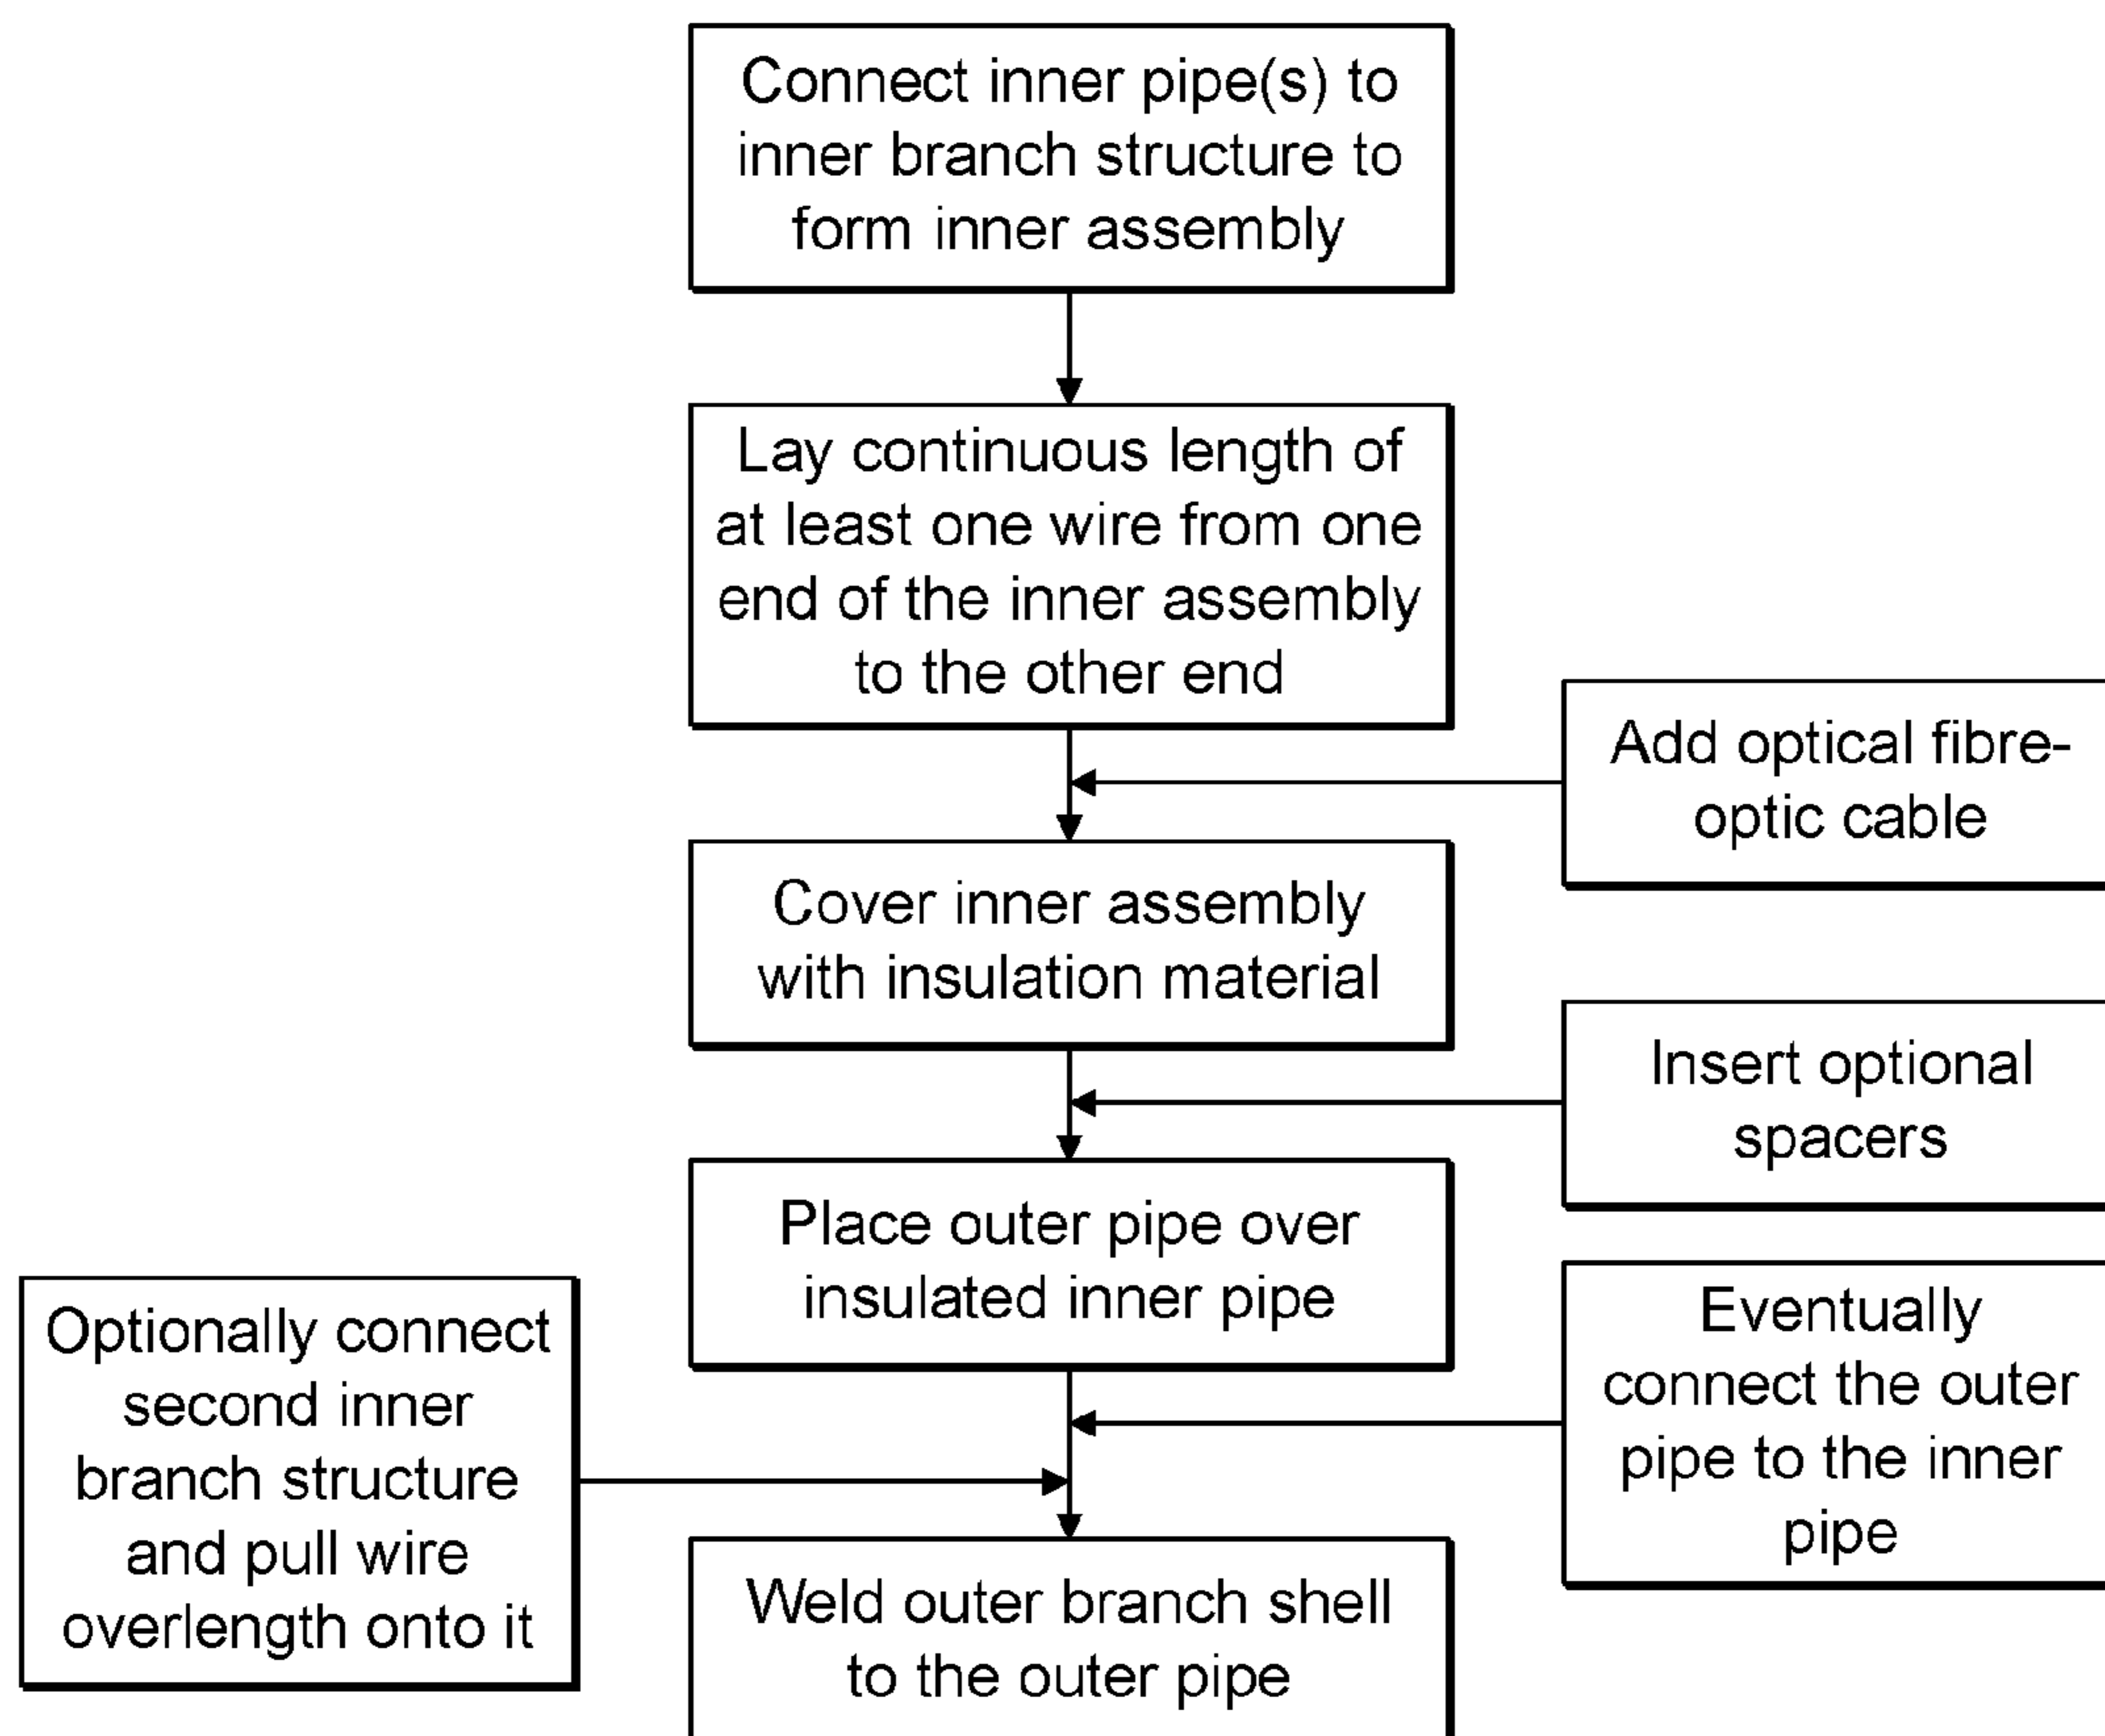 Connect inner pipe(s) to
inner branch structure to
form inner assembly
Lay continuous length of
at least one wire from one
end of the inner assembly
to the other end
Add optical fibre-
optic cable
Cover inner assembly
with insulation material
Insert optional
spacers
Place outer pipe over
insulated inner pipe
Eventually
connect the outer
pipe to the inner
pipe
Optionally connect
second inner
branch structure
and pull wire
overlength onto it
Weld outer branch shell
to the outer pipe